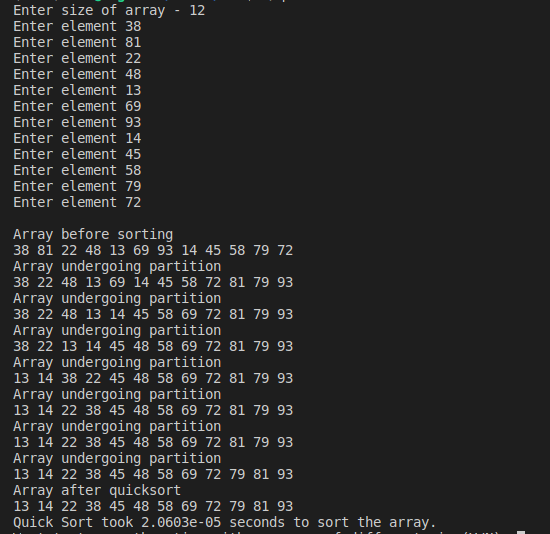 Enter size of array - 12
Enter element 38
Enter element 81
Enter element 22
Enter element 48
Enter element 13
Enter element 69
Enter element 93
Enter element 14
Enter element 45
Enter element 58
Enter element 79
Enter element 72
Array before sorting
38 81 22 48 13 69 93 14 45 58 79 72
Array undergoing partition
38 22 48 13 69 14 45 58 72 81 79 93
Array undergoing partition
38 22 48 13 14 45 58 69 72 81 79 93
Array undergoing partition
38 22 13 14 45 48 58 69 72 81 79 93
Array undergoing partition
13 14 38 22 45 48 58 69 72 81 79 93
Array undergoing partition
13 14 22 38 45 48 58 69 72 81 79 93
Array undergoing partition
13 14 22 38 45 48 58 69 72 81 79 93
Array undergoing partition
13 14 22 38 45 48 58 69 72 79 81 93
Array after quicksort
13 14 22 38 45 48 58 69 72 79 81 93
Quick Sort took 2.0603e-05 seconds to sort the array.